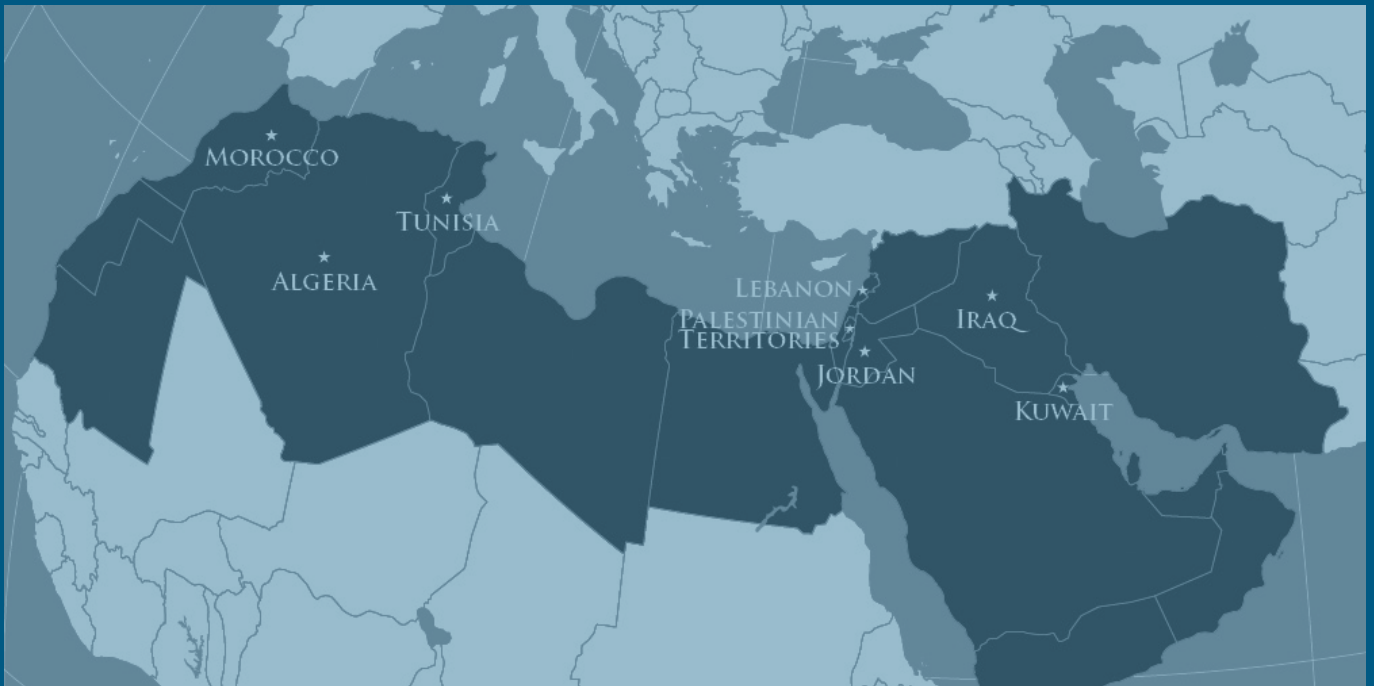 MOROCCO
TUNISIA
ALGERIA
LEBANON
PALESTINIAN
TERRITORIES
IRAQ
JORDAN
KUWAIT